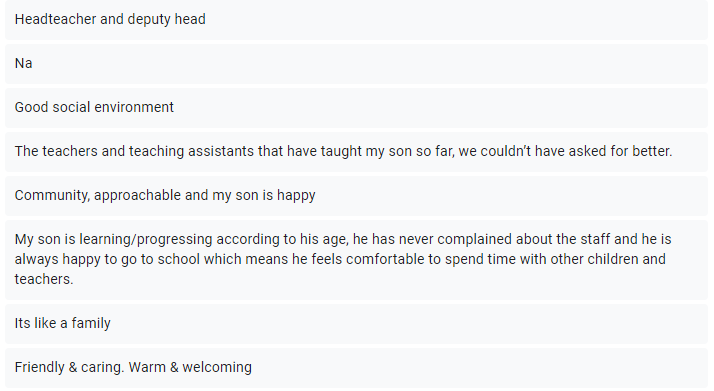 Headteacher and deputy head
Na
Good social environment
The teachers and teaching assistants that have taught my son so far, we couldn’t have asked for better.
Community, approachable and my son is happy
My son is learning/progressing according to his age, he has never complained about the staff and he is
always happy to go to school which means he feels comfortable to spend time with other children and
teachers.
Its like a family
Friendly & caring. Warm & welcoming